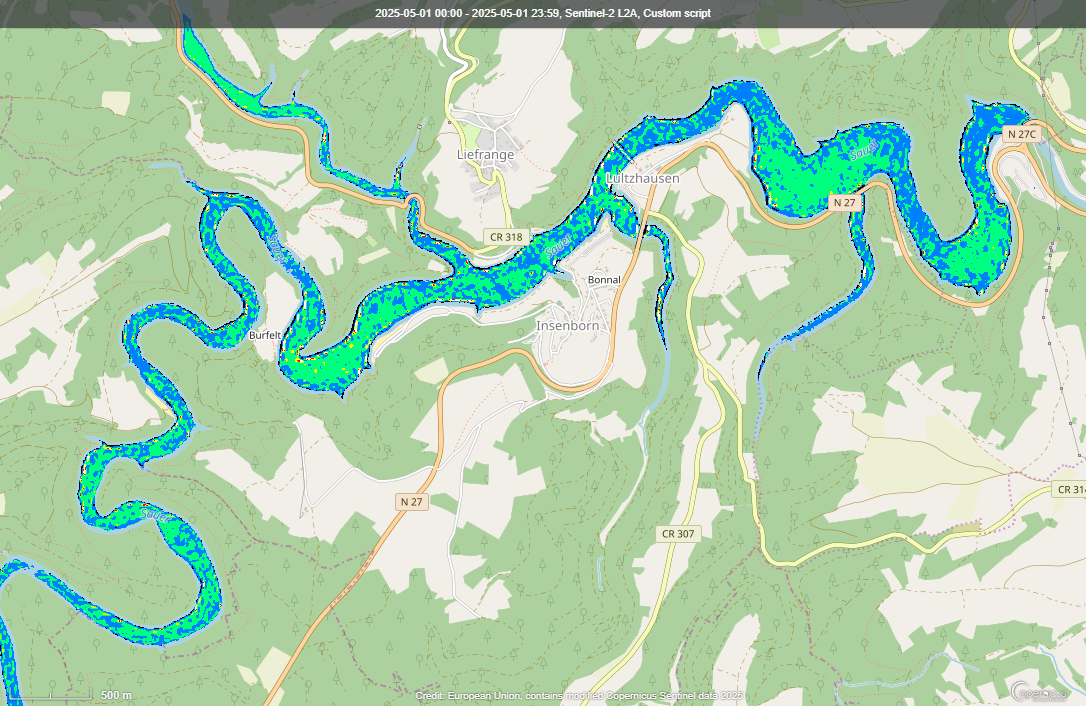 2025-05-01 00:00 - 2025-05-01 23:59, Sentinel-2 L2A, Custom script
N 27C
Liefrange
Sauer
Lultzhausen
N 27
CR 318
Sauer
Bonnal
Insenborn
Burfelt
CR 314
N 27
Sauer
CR 307
500 m
Credit: European Union, contains modified Copernicus Sentinel data 2025